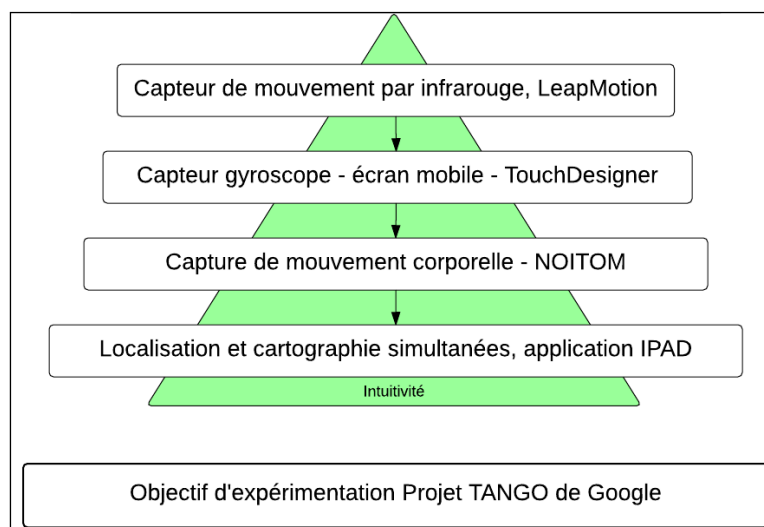 Capteur de mouvement par infrarouge, LeapMotion
Capteur gyroscope - écran mobile - TouchDesigner
Capture de mouvement corporelle - NOITOM
Localisation et cartographie simultanées, application IPAD
Intuitivité
Objectif d'expérimentation Projet TANGO de Google